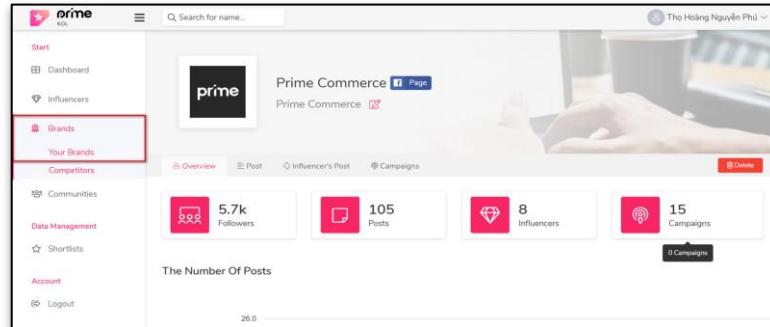 prime
KOL
Search for name...
Thọ Hoàng Nguyễn Phú
Start
Dashboard
Influencers
Brands
Your Brands
Competitors
Communities
Data Management
Shortlists
Account
Logout
prime
Prime Commerce Page
Prime Commerce
Overview Post Influencer's Post Campaigns Delete
5.7k
Followers
105
Posts
8
Influencers
15
Campaigns
0 Campaigns
The Number Of Posts
26.0